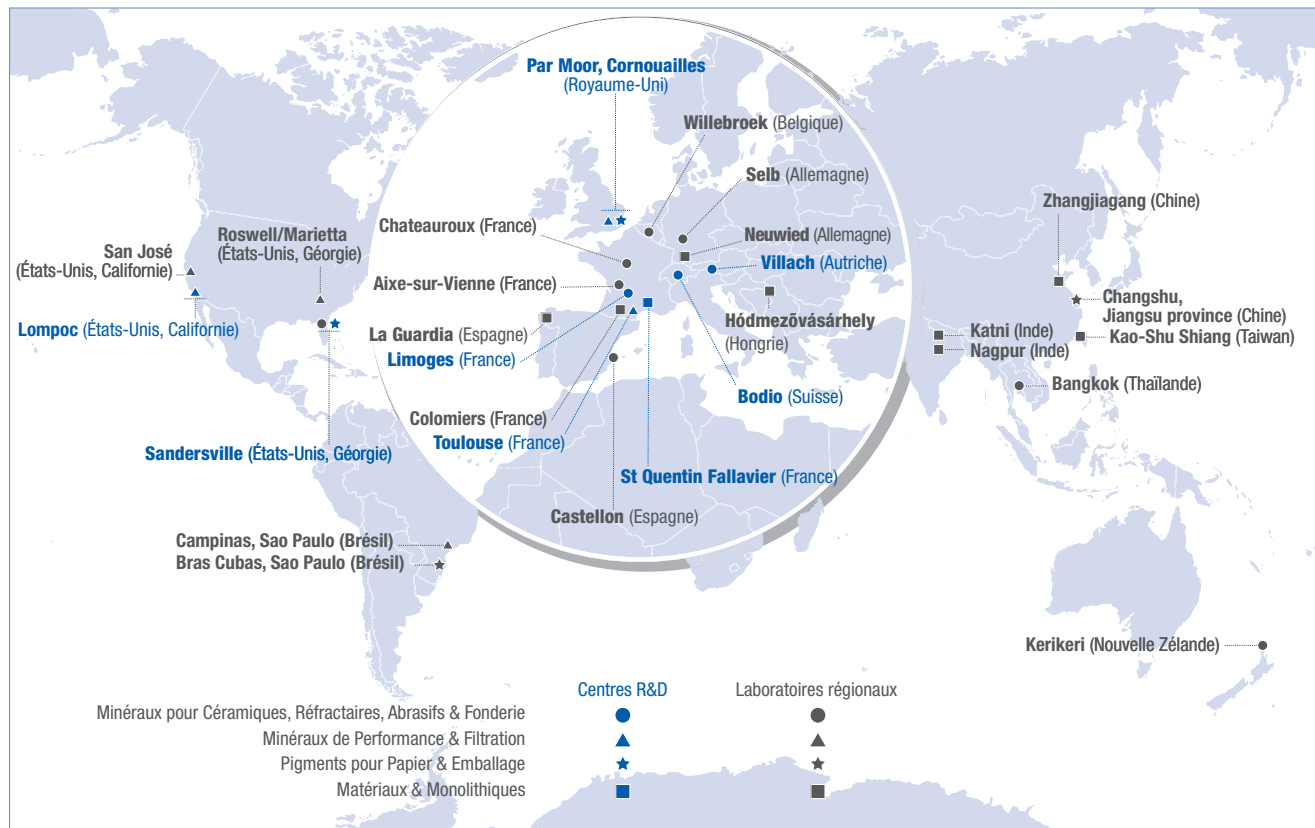 Par Moor, Cornouailles
(Royaume-Uni)
Willebroek (Belgique)
Selb (Allemagne)
Chateauroux (France)
Neuwied (Allemagne)
Villach (Autriche)
Aixe-sur-Vienne (France)
La Guardia (Espagne)
Limoges (France)
Hódmezővásárhely
(Hongrie)
Bodio (Suisse)
Colomiers (France)
Toulouse (France)
St Quentin Fallavier (France)
Castellon (Espagne)
San José
(États-Unis, Californie)
Roswell/Marietta
(États-Unis, Géorgie)
Lompoc (États-Unis, Californie)
Sandersville (États-Unis, Géorgie)
Campinas, Sao Paulo (Brésil)
Bras Cubas, Sao Paulo (Brésil)
Zhangjiagang (Chine)
Changshu,
Jiangsu province (Chine)
Kao-Shu Shiang (Taiwan)
Katni (Inde)
Nagpur (Inde)
Bangkok (Thaïlande)
Kerikeri (Nouvelle Zélande)
Centres R&D Laboratoires régionaux
Minéraux pour Céramiques, Réfractaires, Abrasifs & Fonderie
Minéraux de Performance & Filtration
Pigments pour Papier & Emballage
Matériaux & Monolithiques